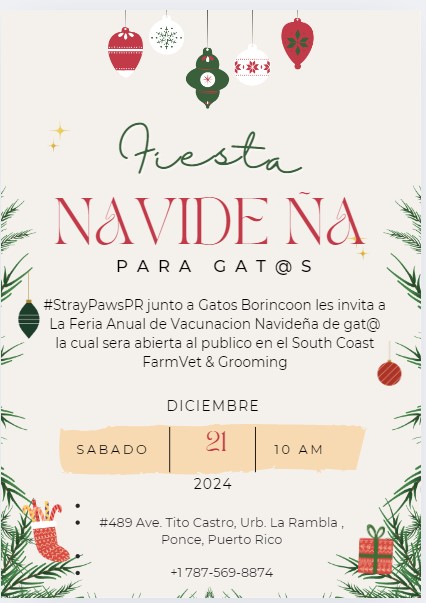 Fiesta
NAVIDE ÑA
PARA GAT@S
#StrayPawsPR junto a Gatos Borincoon les invita a
La Feria Anual de Vacunacion Navideña de gat@
la cual sera abierta al publico en el South Coast
FarmVet & Grooming
DICIEMBRE
SABADO 21 10 AM
2024
#489 Ave. Tito Castro, Urb. La Rambla ,
Ponce, Puerto Rico
+1 787-569-8874